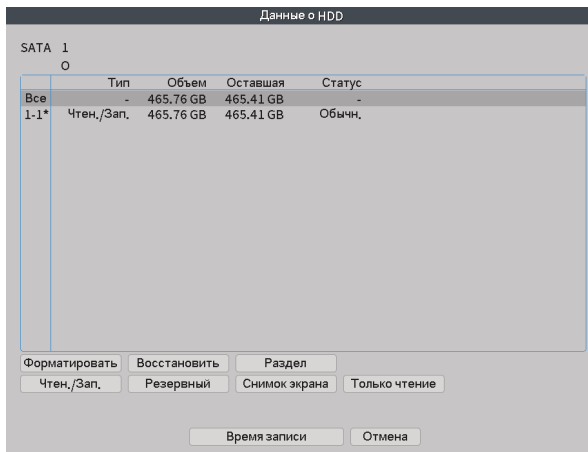 Данные о HDD
SATA 1
O
Тип Объем Оставшая Статус
Все - 465.76 GB 465.41 GB -
1-1* Чтен./Зап. 465.76 GB 465.41 GB Обычн.
Форматировать Восстановить Раздел
Чтен./Зап. Резервный Снимок экрана Только чтение
Время записи Отмена